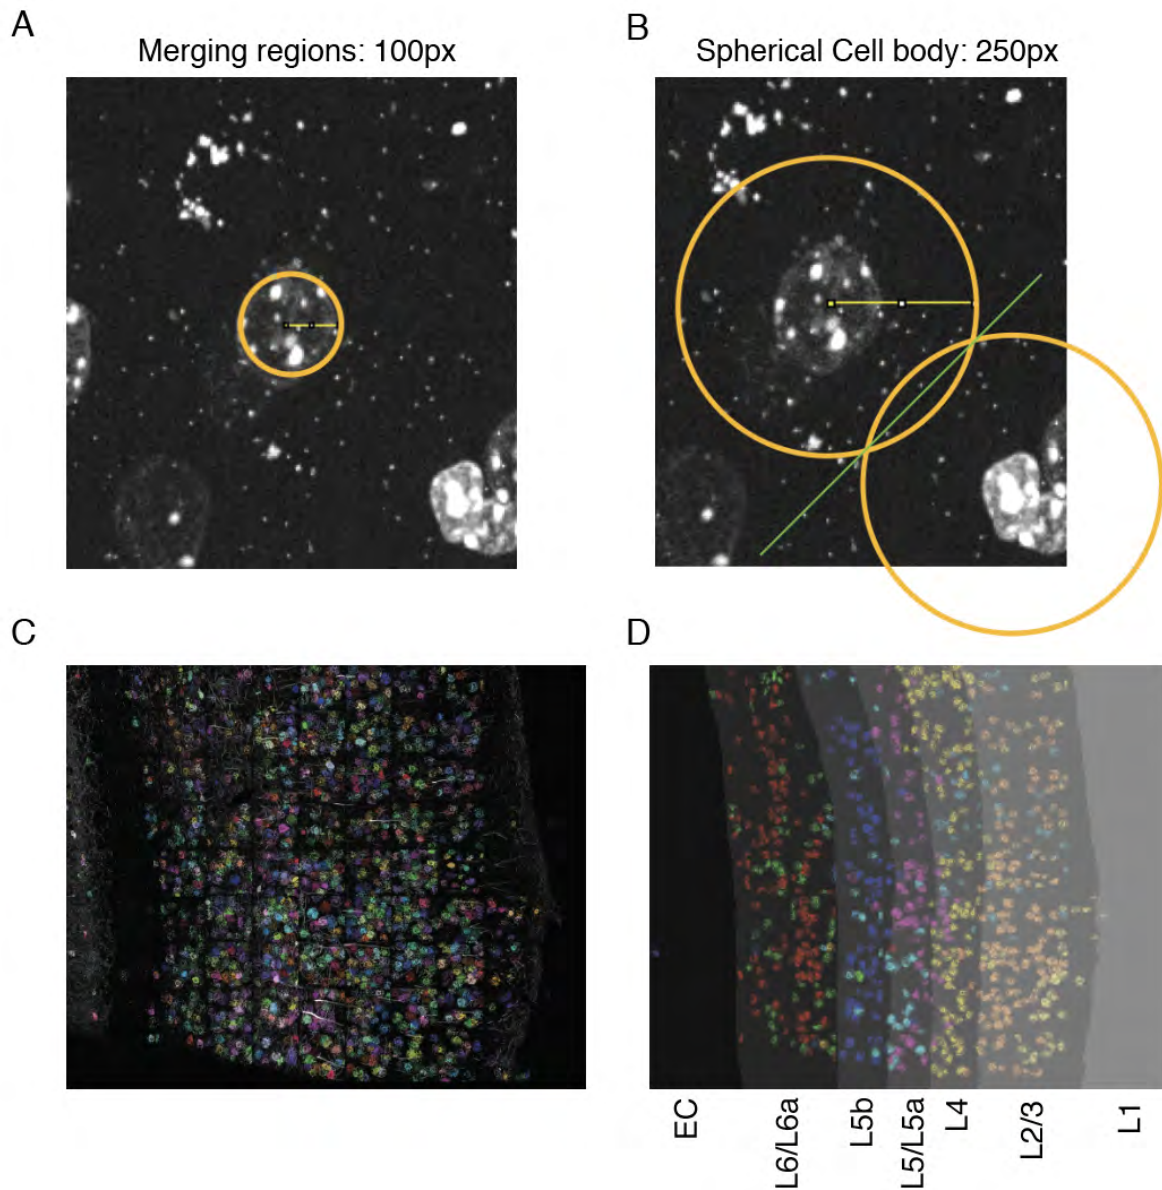 A
Merging regions: 100px
B
Spherical Cell body: 250px
C
D
EC
L6/L6a
L5b
L5/L5a
L4
L2/3
L1